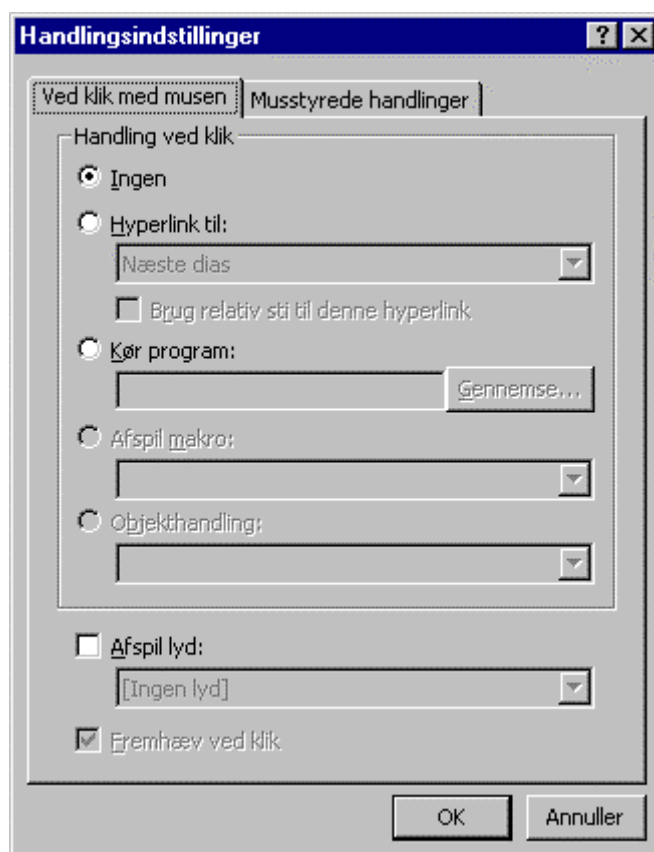 Handlingsindstillinger
Ved klik med musen Musstyrede handlinger
Handling ved klik
Ingen
Hyperlink til:
Næste dias
Brug relativ sti til denne hyperlink
Kør program:
Gennemse...
Afspil makro:
Objekthandling:
Afspil lyd:
[Ingen lyd]
Fremhæv ved klik
OK Annuller